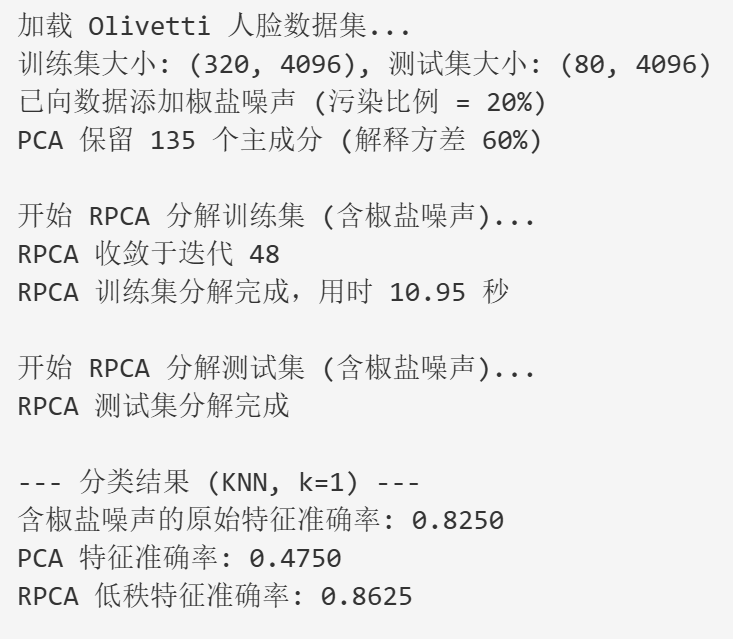 加载 Olivetti 人脸数据集...
训练集大小: (320, 4096), 测试集大小: (80, 4096)
已向数据添加椒盐噪声 (污染比例 = 20%)
PCA 保留 135 个主成分 (解释方差 60%)
开始 RPCA 分解训练集 (含椒盐噪声)...
RPCA 收敛于迭代 48
RPCA 训练集分解完成，用时 10.95 秒
开始 RPCA 分解测试集 (含椒盐噪声)...
RPCA 测试集分解完成
--- 分类结果 (KNN, k=1) ---
含椒盐噪声的原始特征准确率: 0.8250
PCA 特征准确率: 0.4750
RPCA 低秩特征准确率: 0.8625